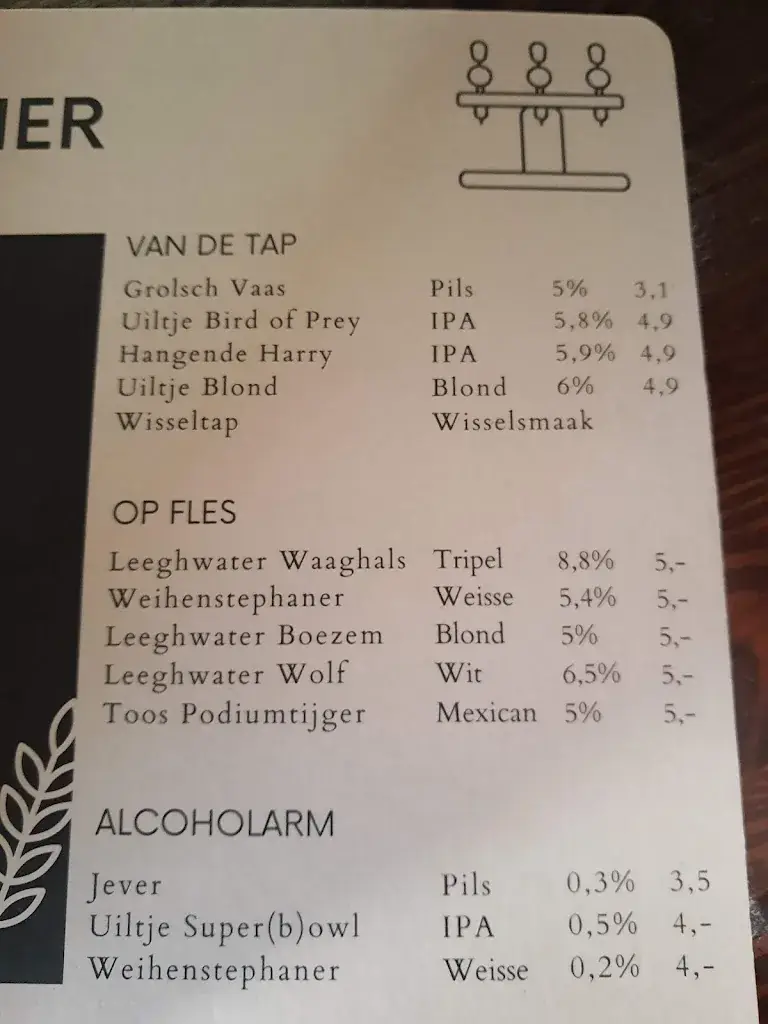 IER
VAN DE TAP
Grolsch Vaas Pils 5% 3,1
Uiltje Bird of Prey IPA 5,8% 4,9
Hangende Harry IPA 5,9% 4,9
Uiltje Blond Blond 6% 4,9
Wisseltap Wisselsmaak
OP FLES
Leeghwater Waaghals Tripel 8,8% 5,-
Weihenstephaner Weisse 5,4% 5,-
Leeghwater Boezem Blond 5% 5,-
Leeghwater Wolf Wit 6,5% 5,-
Toos Podiumtijger Mexican 5% 5,-
ALCOHOLARM
Jever Pils 0,3% 3,5
Uiltje Super(b)owl IPA 0,5% 4,-
Weihenstephaner Weisse 0,2% 4,-